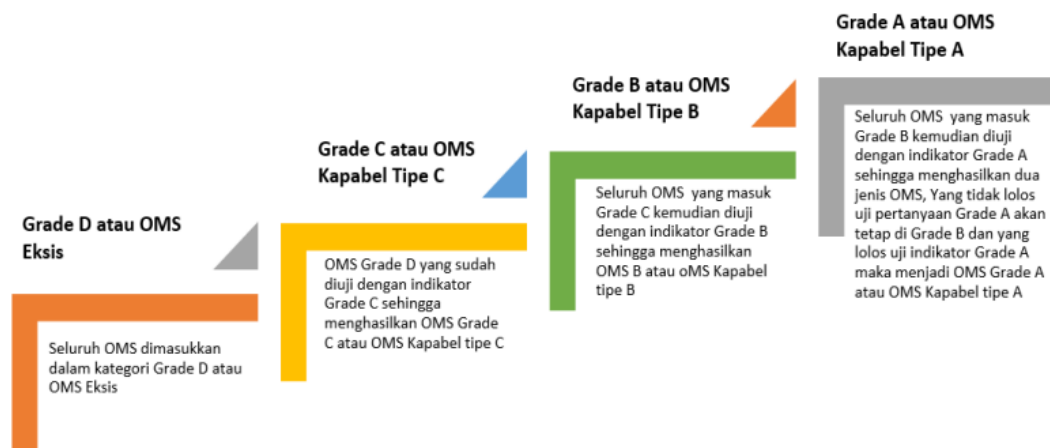 Grade D atau OMS
Eksis
Seluruh OMS dimasukkan
dalam kategori Grade D atau
OMS Eksis
Grade C atau OMS
Kapabel Tipe C
OMS Grade D yang sudah
diuji dengan indikator
Grade C sehingga
menghasilkan OMS Grade
C atau OMS Kapabel tipe C
Grade B atau OMS
Kapabel Tipe B
Seluruh OMS yang masuk
Grade C kemudian diuji
dengan indikator Grade B
sehingga menghasilkan
OMS B atau oMS Kapabel
tipe B
Grade A atau OMS
Kapabel Tipe A
Seluruh OMS yang masuk
Grade B kemudian diuji
dengan indikator Grade A
sehingga menghasilkan dua
jenis OMS, Yang tidak lolos
uji pertanyaan Grade A akan
tetap di Grade B dan yang
lolos uji indikator Grade A
maka menjadi OMS Grade A
atau OMS Kapabel tipe A